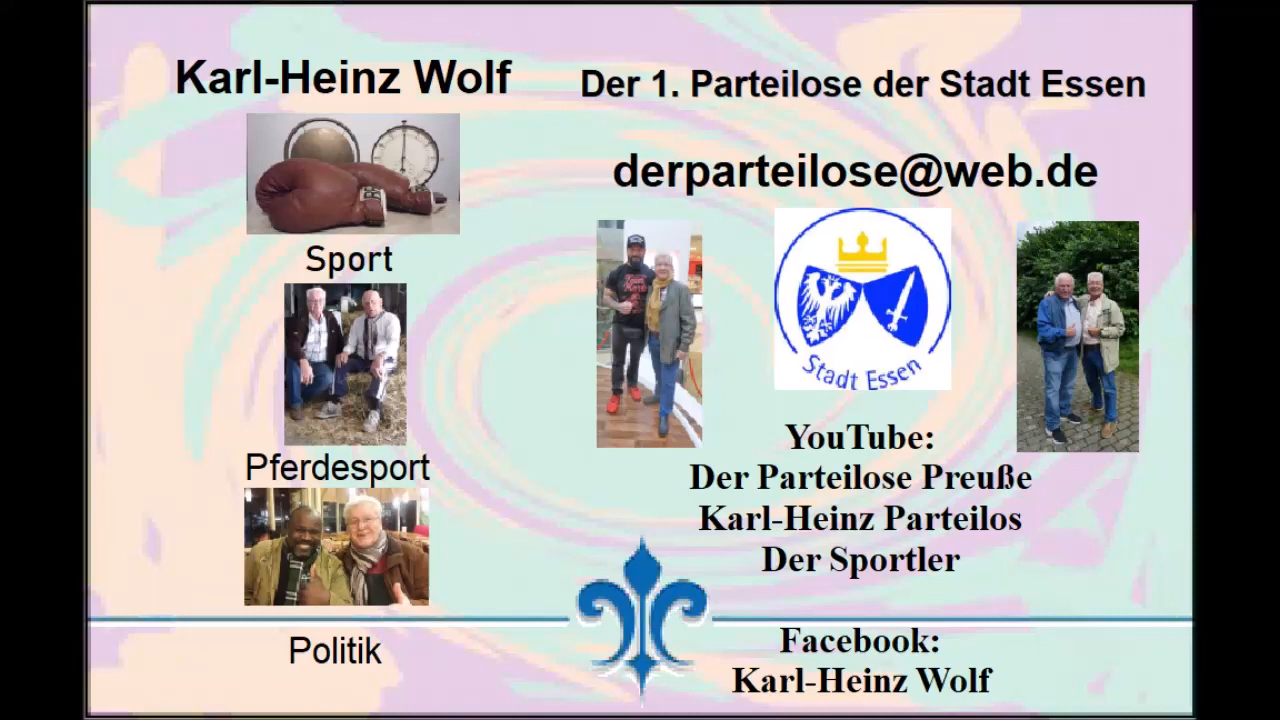 Karl-Heinz Wolf
Der 1. Parteilose der Stadt Essen
derparteilose@web.de
Sport
Pferdesport
Politik
Stadt Essen
YouTube:
Der Parteilose Preuße
Karl-Heinz Parteilos
Der Sportler
Facebook:
Karl-Heinz Wolf